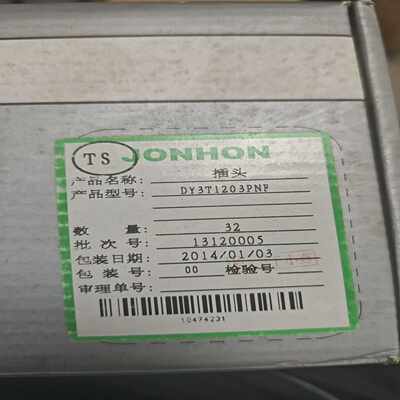 TS JONHON
产品名称: 插头
产品型号: DY3T1203PNF
数 量: 32
批 次 号: 13120005
包装日期: 2014/01/03
包 装 号: 00 检验号
审理单号:
10474231